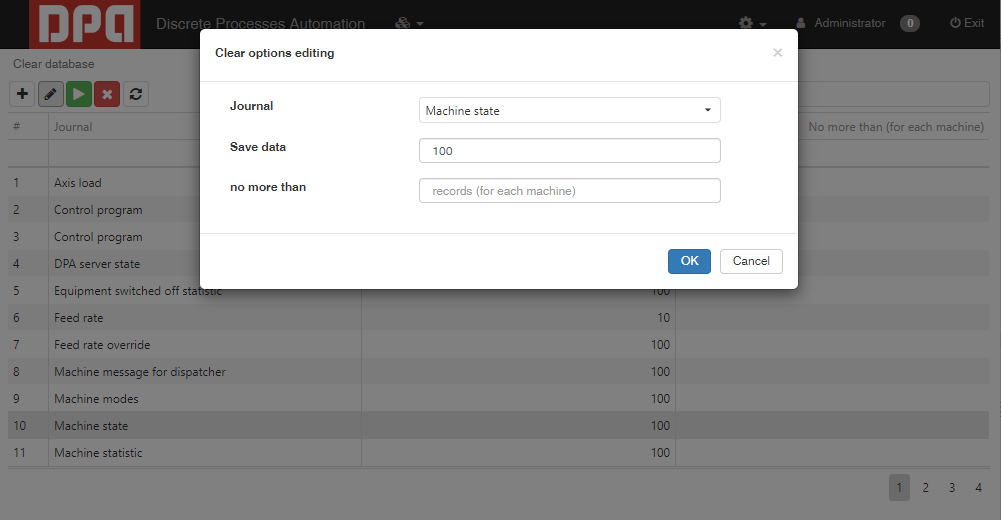 DPA Discrete Processes Automation Administrator 0 Exit
Clear options editing ×
Clear database
Journal Machine state
Save data 100
no more than records (for each machine)
OK Cancel
# Journal No more than (for each machine)
1 Axis load
2 Control program
3 Control program
4 DPA server state
5 Equipment switched off statistic 100
6 Feed rate 10
7 Feed rate override 100
8 Machine message for dispatcher 100
9 Machine modes 100
10 Machine state 100
11 Machine statistic 100
1 2 3 4